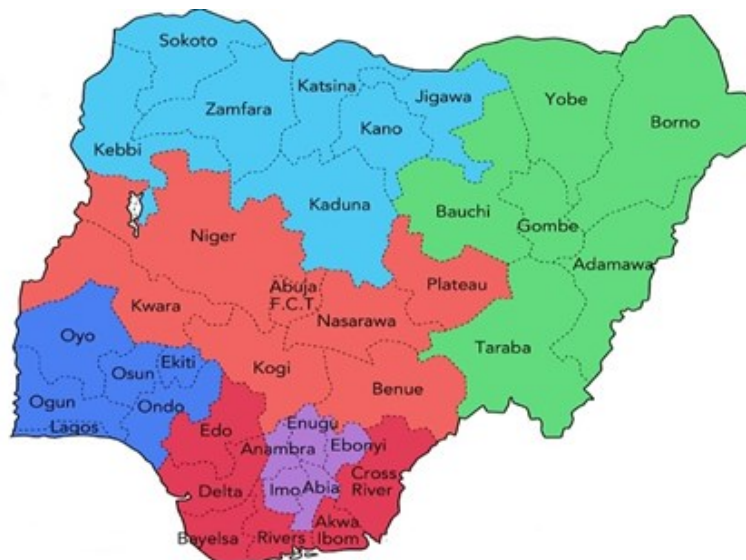 Sokoto
Katsina
Jigawa
Yobe
Borno
Zamfara
Kano
Kebbi
Kaduna
Bauchi
Gombe
Niger
Adamawa
Abuja
F.C.T.
Plateau
Kwara
Nasarawa
Oyo
Taraba
Ekiti
Osun
Kogi
Benue
Ogun
Ondo
Lagos
Edo
Enugu
Anambra
Ebonyi
Cross
River
Delta
Imo
Abia
Akwa
Ibom
Bayelsa
Rivers